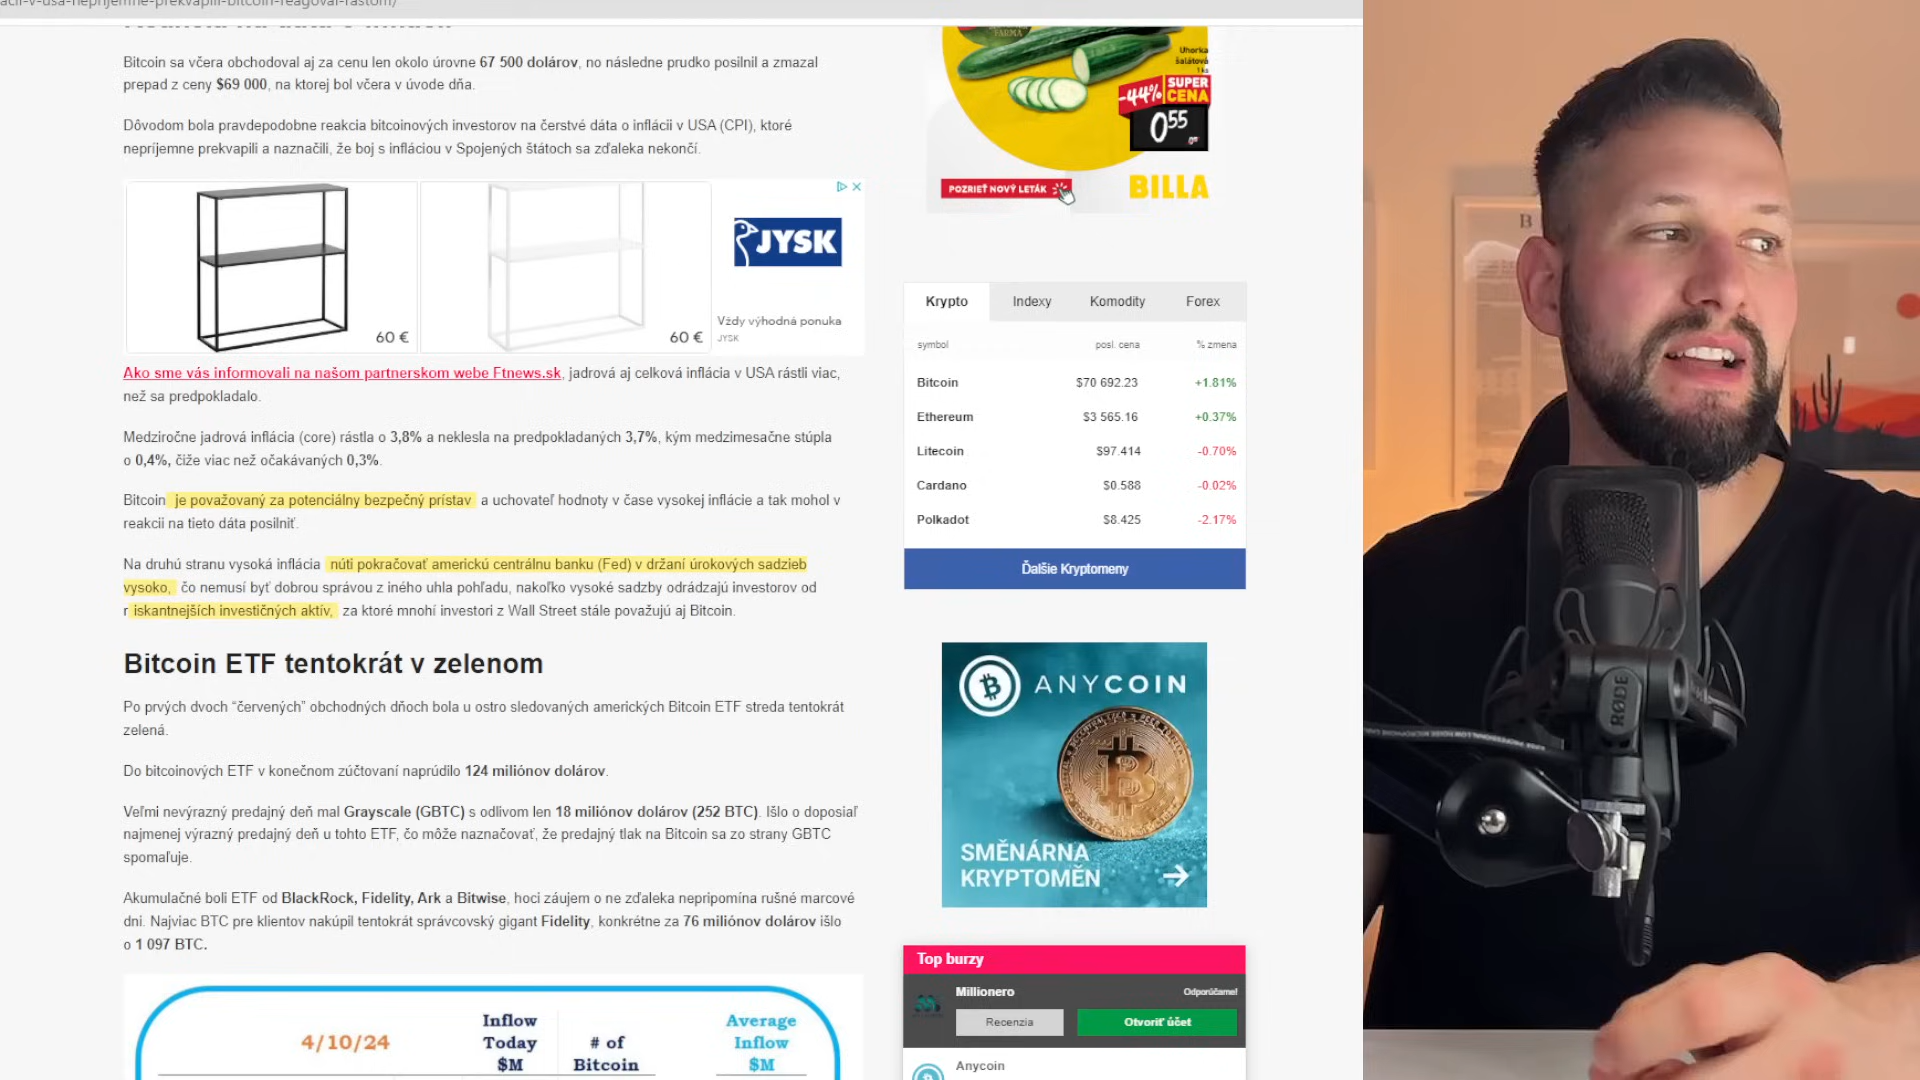 acii-v-usa-neprijemne-prekvapili-bitcoin-reagoval-rastom/
Bitcoin sa včera obchodoval aj za cenu len okolo úrovne 67 500 dolárov, no následne prudko posilnil a zmazal
prepad z ceny $69 000, na ktorej bol včera v úvode dňa.
Dôvodom bola pravdepodobne reakcia bitcoinových investorov na čerstvé dáta o inflácii v USA (CPI), ktoré
nepríjemne prekvapili a naznačili, že boj s infláciou v Spojených štátoch sa zďaleka nekončí.
60 €
60 €
JYSK
Vždy výhodná ponuka
JYSK
Ako sme vás informovali na našom partnerskom webe Ftnews.sk, jadrová aj celková inflácia v USA rástli viac,
než sa predpokladalo.
Medziročne jadrová inflácia (core) rástla o 3,8% a neklesla na predpokladaných 3,7%, kým medzimesačne stúpla
o 0,4%, čiže viac než očakávaných 0,3%.
Bitcoin je považovaný za potenciálny bezpečný prístav a uchovateľ hodnoty v čase vysokej inflácie a tak mohol v
reakcii na tieto dáta posilniť.
Na druhú stranu vysoká inflácia núti pokračovať americkú centrálnu banku (Fed) v držaní úrokových sadzieb
vysoko, čo nemusí byť dobrou správou z iného uhla pohľadu, nakoľko vysoké sadzby odrádzajú investorov od
riskantnejších investičných aktív, za ktoré mnohí investori z Wall Street stále považujú aj Bitcoin.
Bitcoin ETF tentokrát v zelenom
Po prvých dvoch “červených” obchodných dňoch bola u ostro sledovaných amerických Bitcoin ETF streda tentokrát
zelená.
Do bitcoinových ETF v konečnom zúčtovaní naprúdilo 124 miliónov dolárov.
Veľmi nevýrazný predajný deň mal Grayscale (GBTC) s odlivom len 18 miliónov dolárov (252 BTC). Išlo o doposiaľ
najmenej výrazný predajný deň u tohto ETF, čo môže naznačovať, že predajný tlak na Bitcoin sa zo strany GBTC
spomaľuje.
Akumulačné boli ETF od BlackRock, Fidelity, Ark a Bitwise, hoci záujem o ne zďaleka nepripomína rušné marcové
dni. Najviac BTC pre klientov nakúpil tentokrát správcovský gigant Fidelity, konkrétne za 76 miliónov dolárov išlo
o 1 097 BTC.
4/10/24
Inflow
Today
$M
# of
Bitcoin
Average
Inflow
$M
FARMA
Uhorka
šalátová
1 ks
-44%
SUPER
CENA
0 55
POZRIEŤ NOVÝ LETÁK
BILLA
Krypto Indexy Komodity Forex
symbol posl. cena % zmena
Bitcoin $70 692.23 +1.81%
Ethereum $3 565.16 +0.37%
Litecoin $97.414 -0.70%
Cardano $0.588 -0.02%
Polkadot $8.425 -2.17%
Ďalšie Kryptomeny
ANYCOIN
SMĚNÁRNA
KRYPTOMĚN
Top burzy
Millionero Odporúčame!
Recenzia Otvoriť účet
Anycoin
B
RØDE